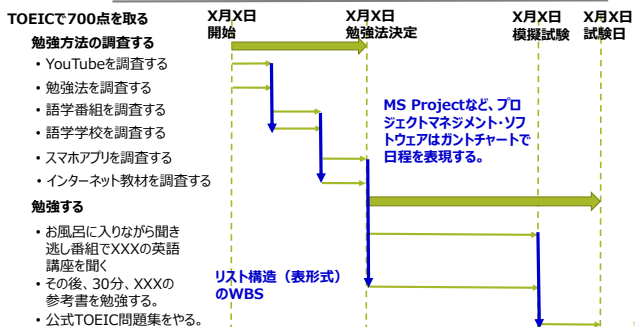 TOEICで700点を取る
X月X日
開始
X月X日
勉強法決定
X月X日
模擬試験
X月X日
試験日
勉強方法の調査する
・YouTubeを調査する
・勉強法を調査する
・語学番組を調査する
・語学学校を調査する
・スマホアプリを調査する
・インターネット教材を調査する
MS Projectなど、プロ
ジェクトマネジメント・ソフ
トウェアはガントチャートで
日程を表現する。
勉強する
・お風呂に入りながら聞き
逃し番組でXXXの英語
講座を聞く
・その後、30分、XXXの
参考書を勉強する。
・公式TOEIC問題集をやる。
リスト構造（表形式）
のWBS